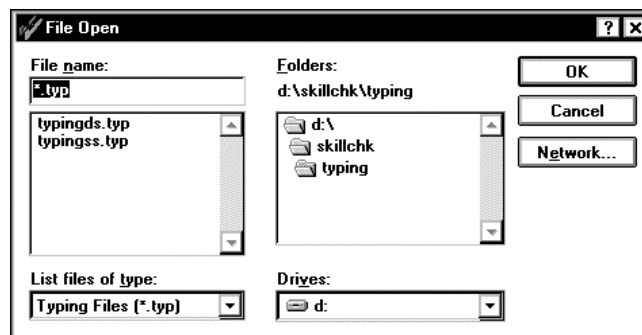 File Open
File name:
*.typ
typingds.typ
typingss.typ
List files of type:
Typing Files (*.typ)
Folders:
d:\skillchk\typing
d:\
skillchk
typing
Drives:
d:
OK
Cancel
Network...